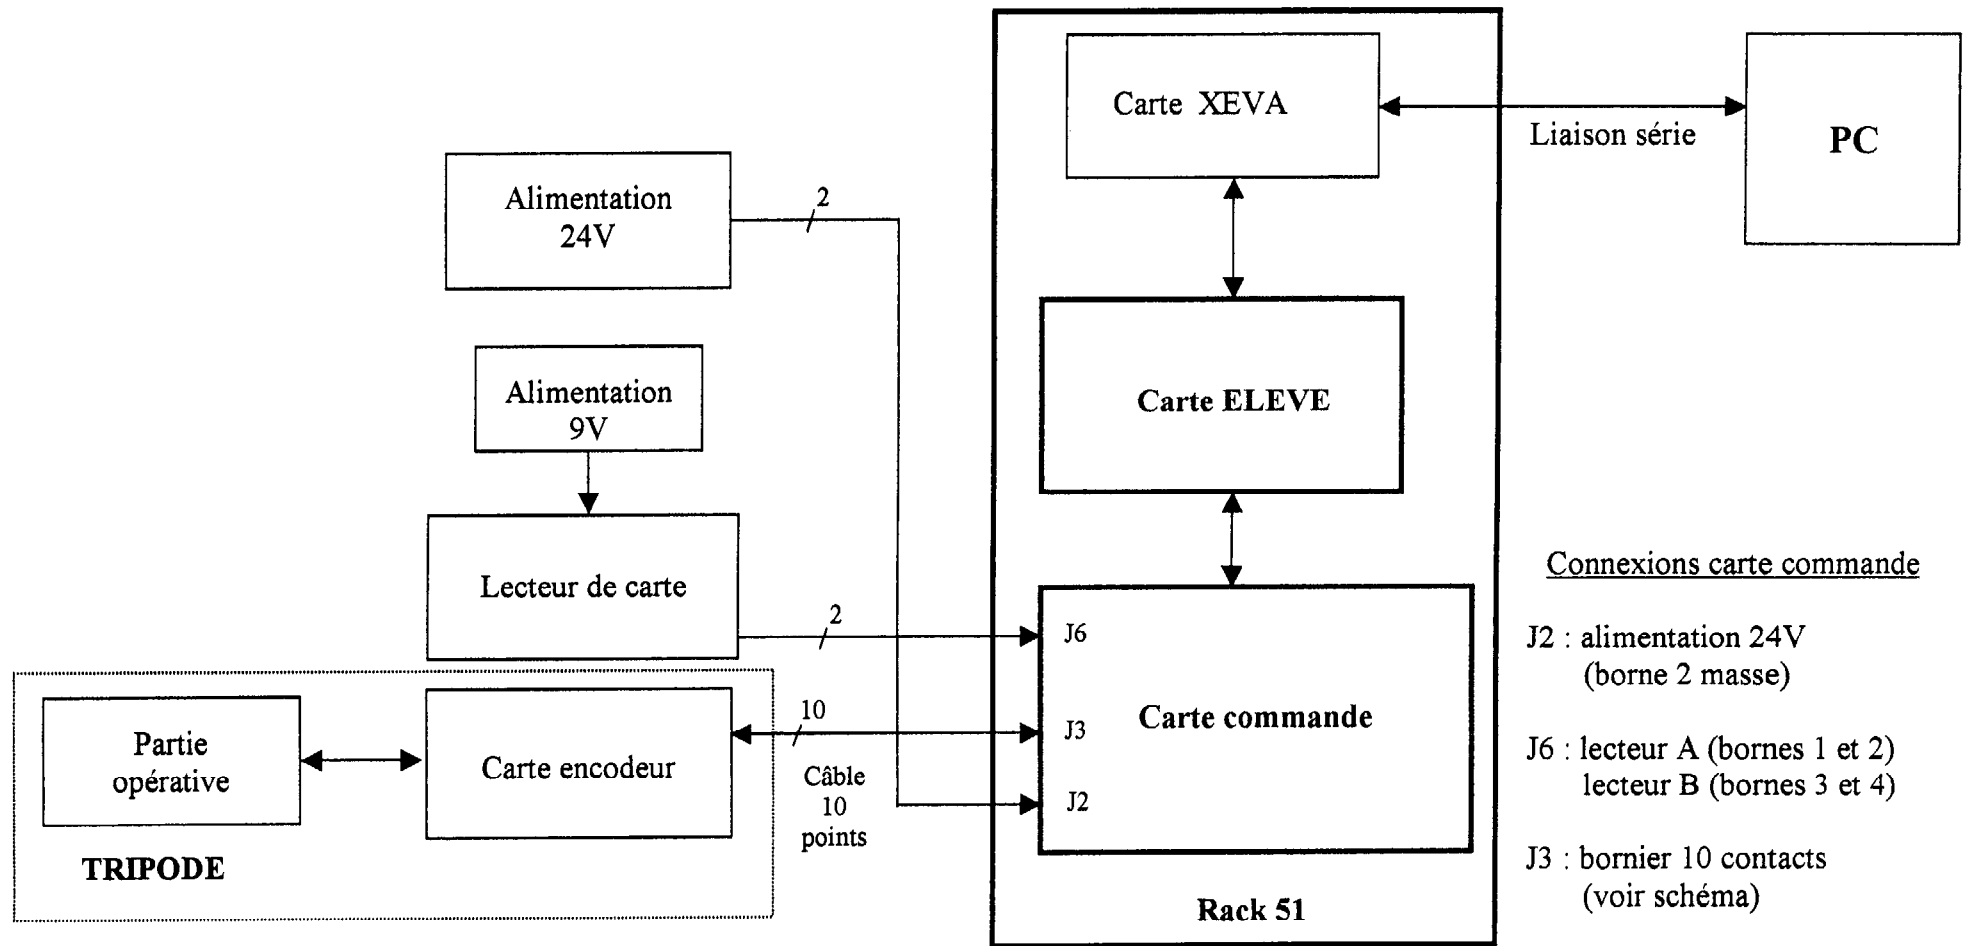 Carte XEVA
Liaison série
PC
Alimentation
24V
2
Alimentation
9V
Carte ELEVE
Lecteur de carte
2
J6
Carte commande
J3
J2
10
Câble
10
points
Partie
opérative
Carte encodeur
TRIPODE
Rack 51
Connexions carte commande
J2 : alimentation 24V
(borne 2 masse)
J6 : lecteur A (bornes 1 et 2)
lecteur B (bornes 3 et 4)
J3 : bornier 10 contacts
(voir schéma)